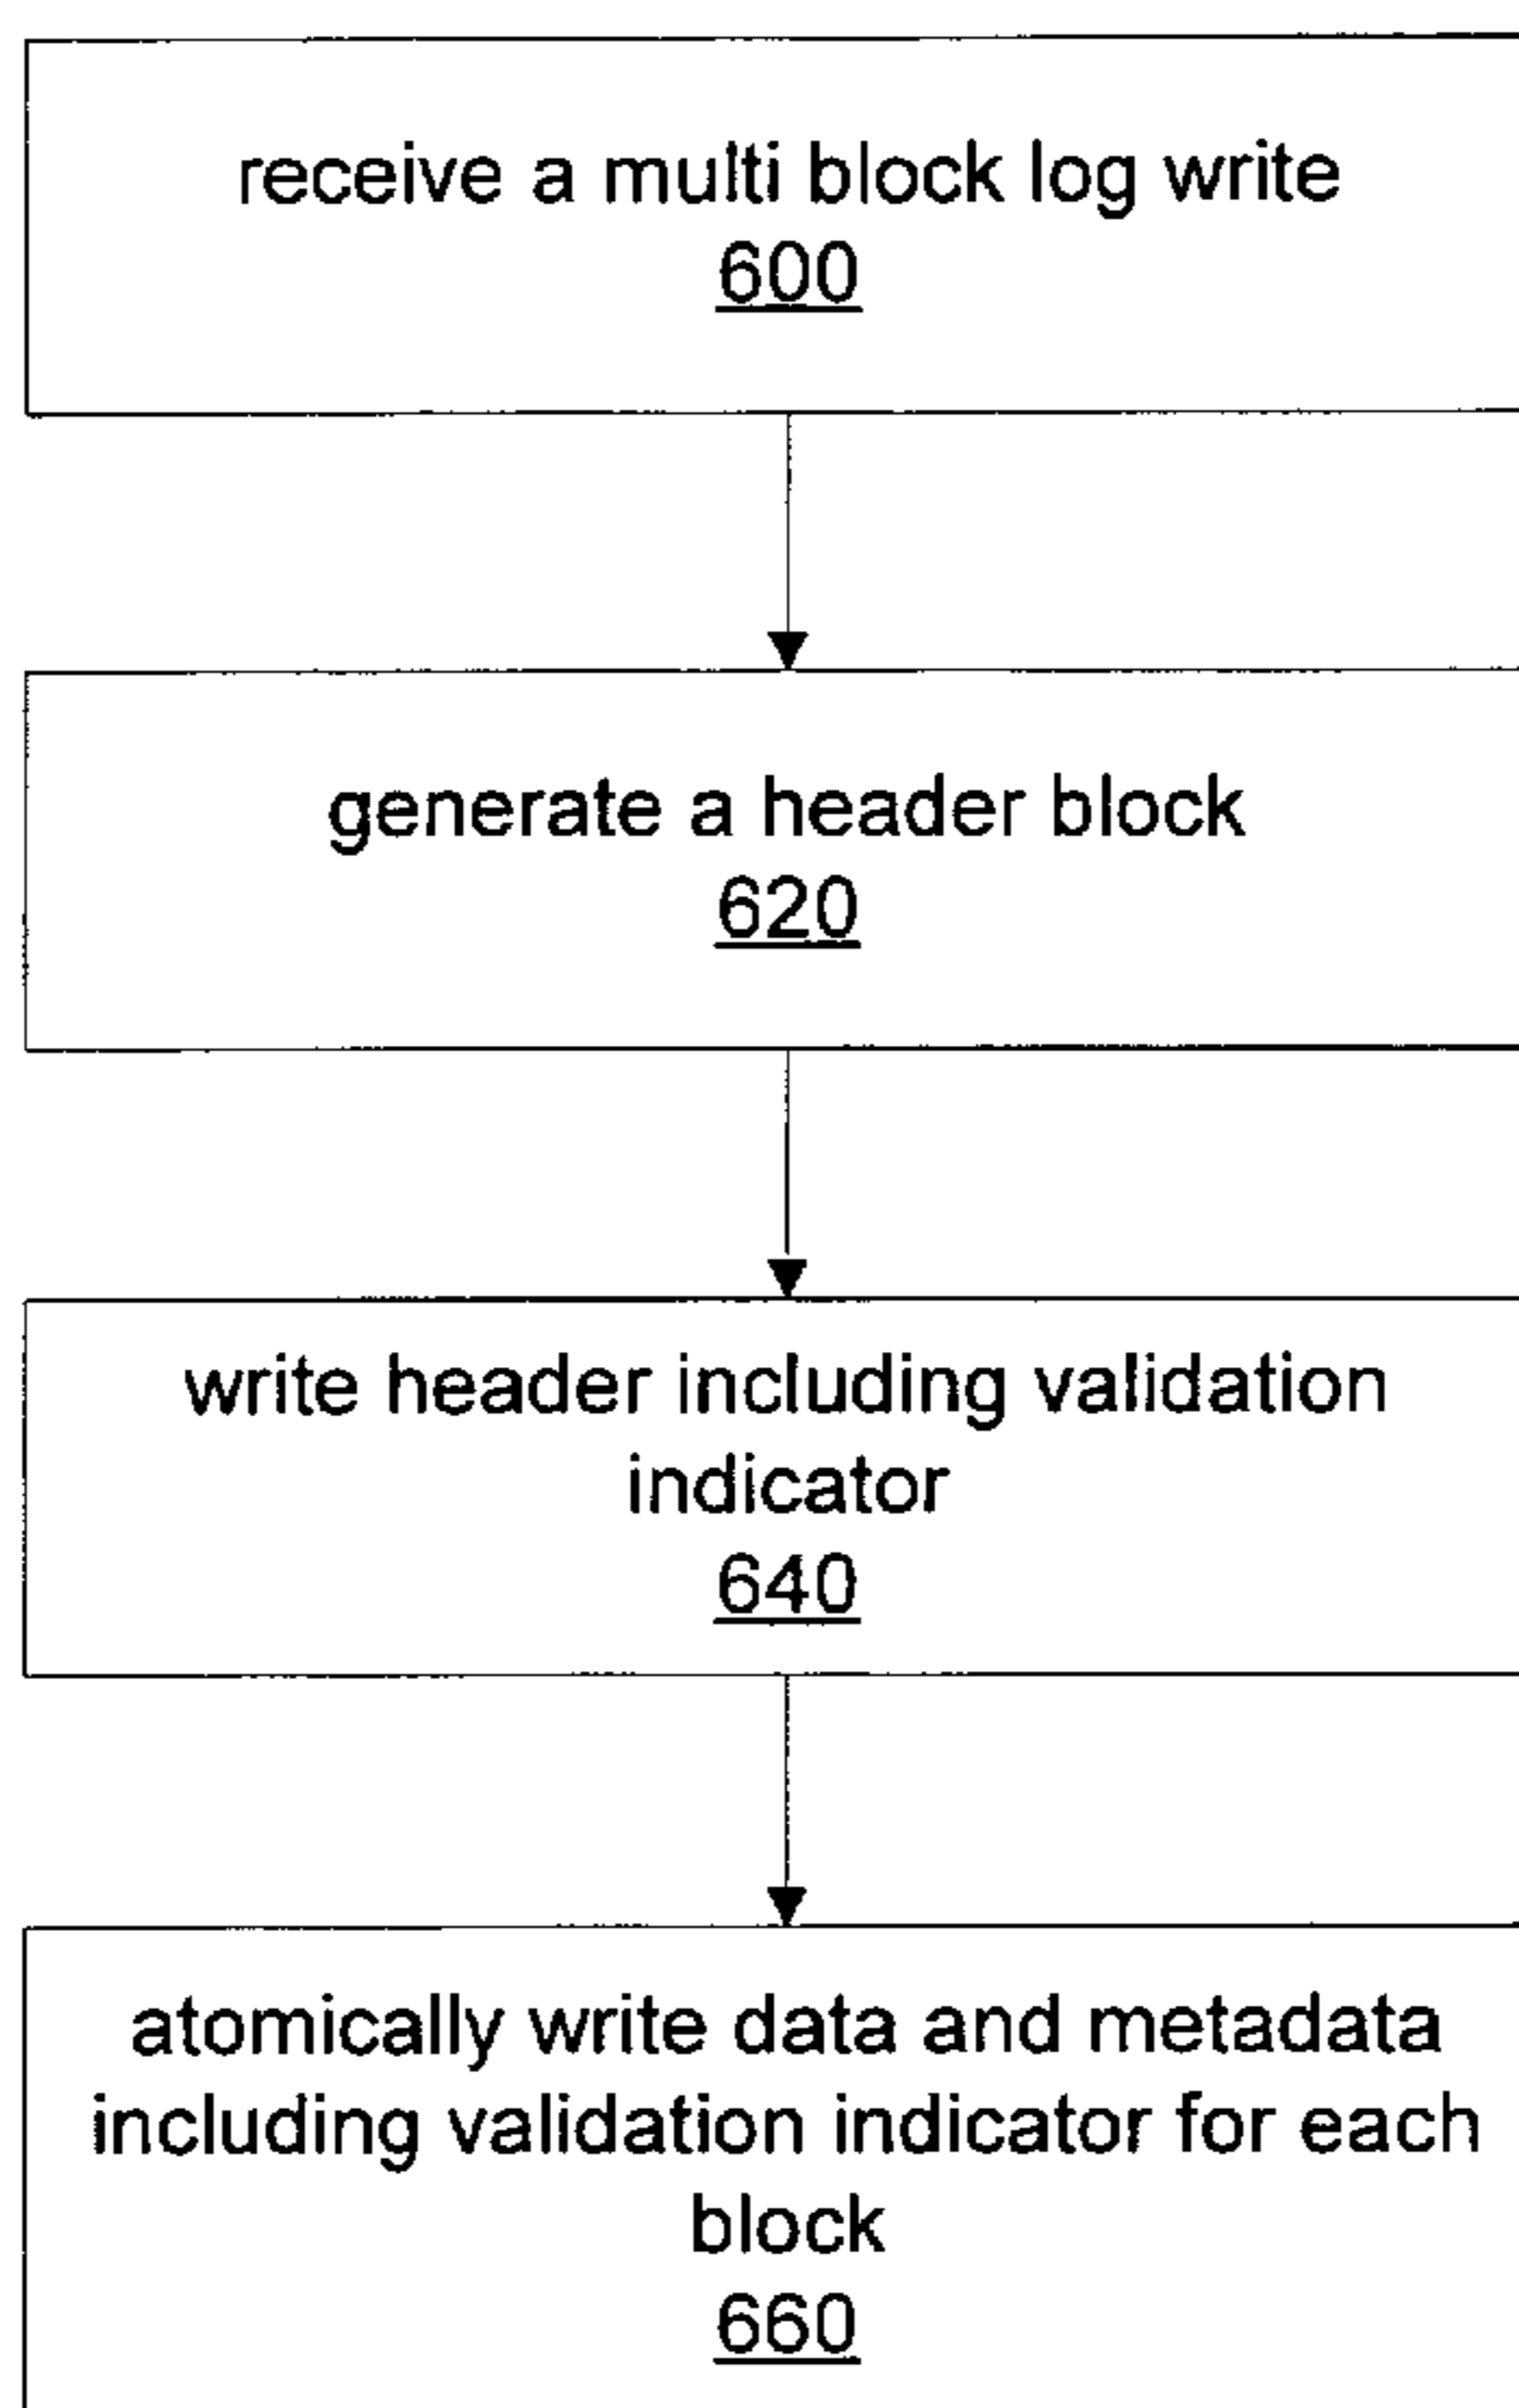 receive a multi block log write
600
generate a header block
620
write header including validation
indicator
640
atomically write data and metadata
including validation indicator for each
block
660